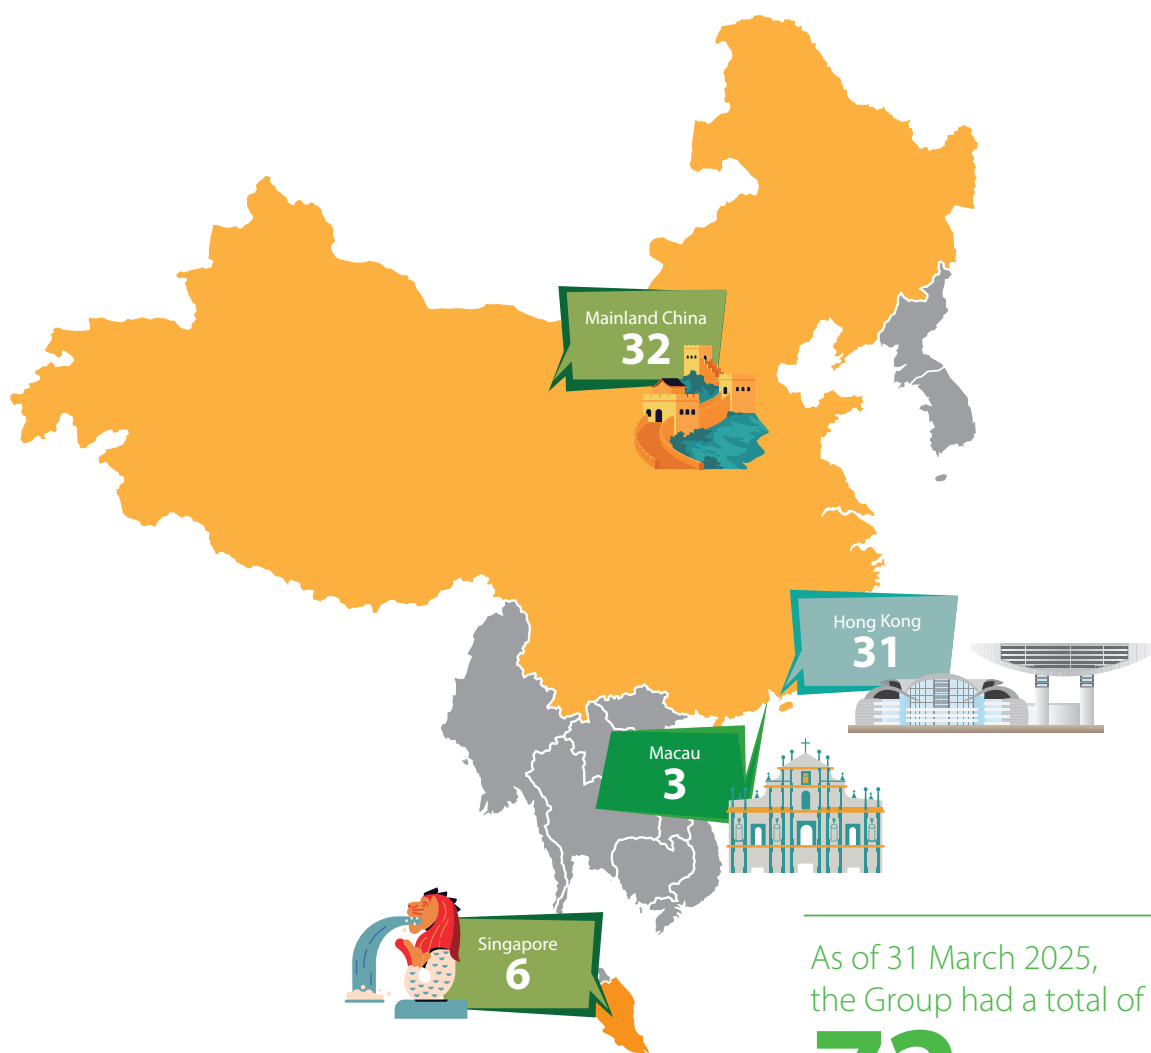 Mainland China
32
Hong Kong
31
Macau
3
Singapore
6
As of 31 March 2025,
the Group had a total of